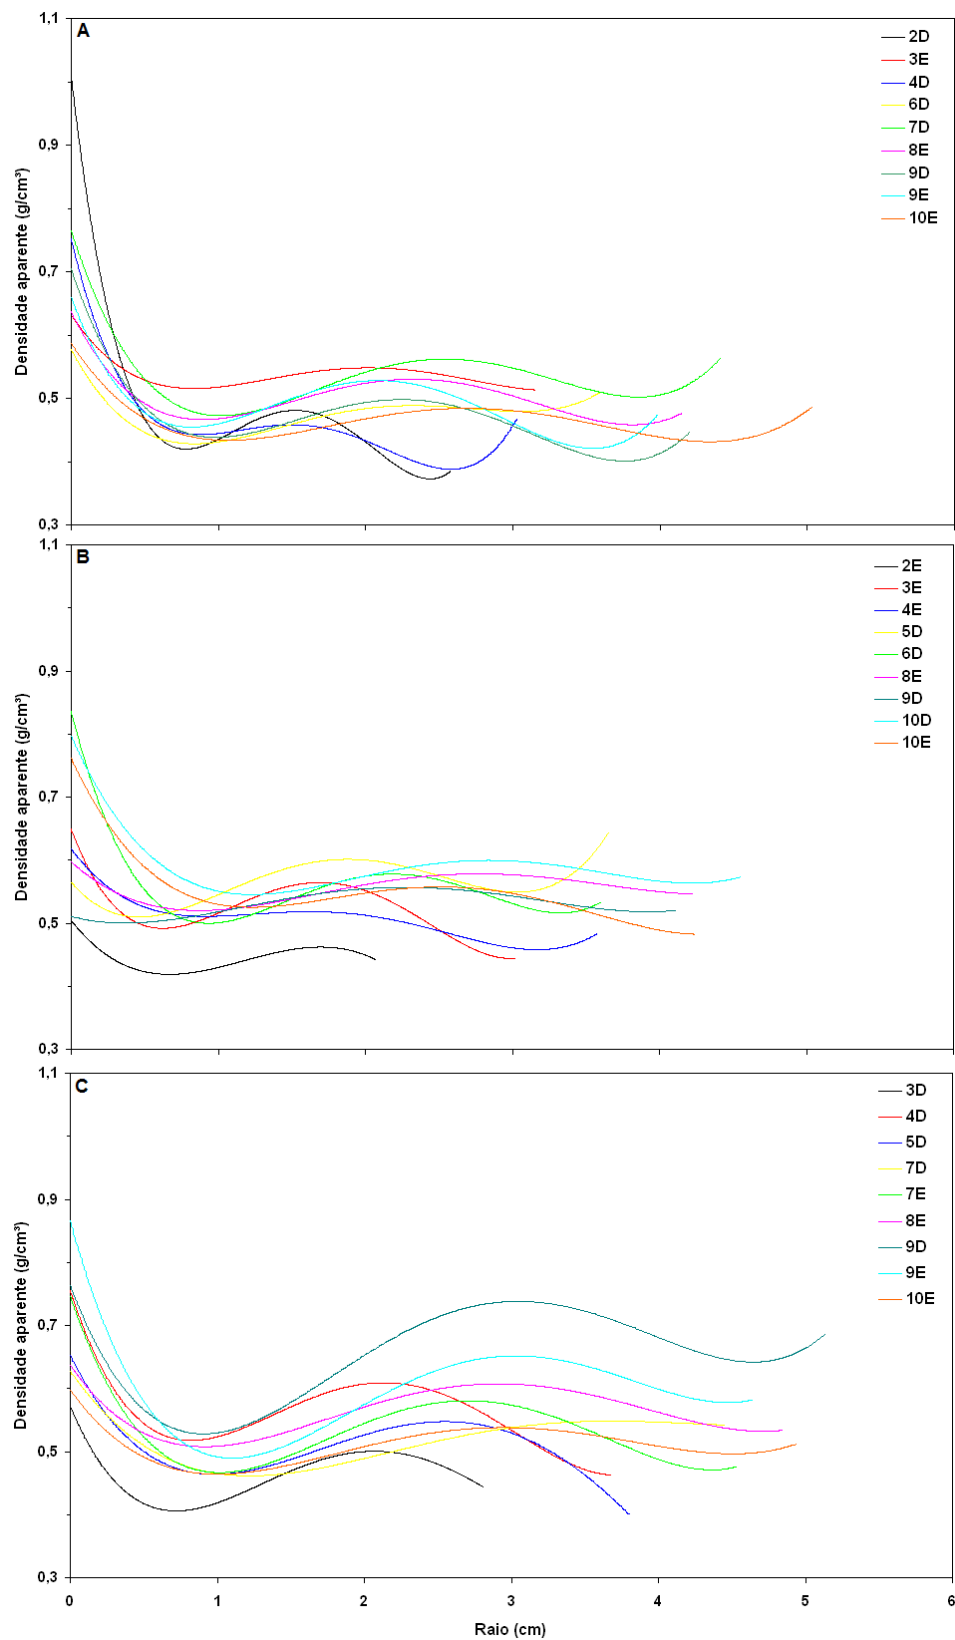 1,1
A
2D
3E
4D
6D
7D
8E
9D
9E
10E
0,9
0,7
0,5
0,3
Densidade aparente (g/cm³)
1,1
B
2E
3E
4E
5D
6D
8E
9D
10D
10E
0,9
0,7
0,5
0,3
Densidade aparente (g/cm³)
1,1
C
3D
4D
5D
7D
7E
8E
9D
9E
10E
0,9
0,7
0,5
0,3
Densidade aparente (g/cm³)
0 1 2 3 4 5 6
Raio (cm)